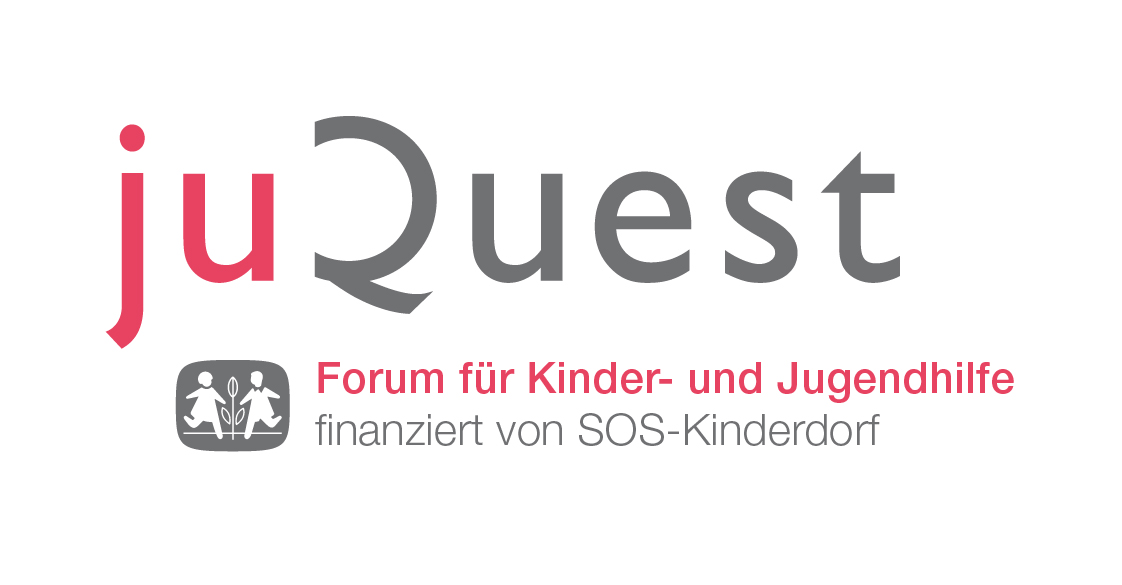 juQuest
Forum für Kinder- und Jugendhilfe
finanziert von SOS-Kinderdorf